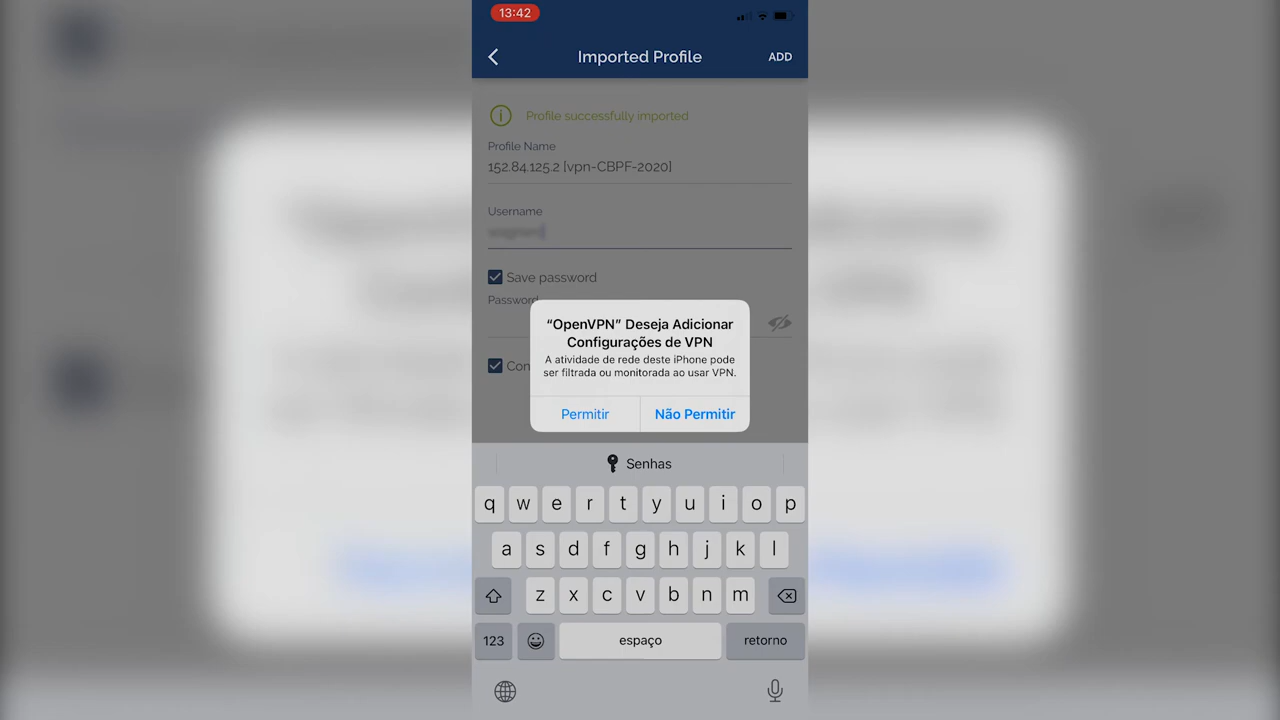 13:42
Imported Profile
ADD
Profile successfully imported
Profile Name
152.84.125.2 [vpn-CBPF-2020]
Username
Save password
Password
“OpenVPN” Deseja Adicionar
Configurações de VPN
A atividade de rede deste iPhone pode
ser filtrada ou monitorada ao usar VPN.
Permitir
Não Permitir
Senhas
q w e r t y u i o p
a s d f g h j k l
z x c v b n m
123
espaço
retorno